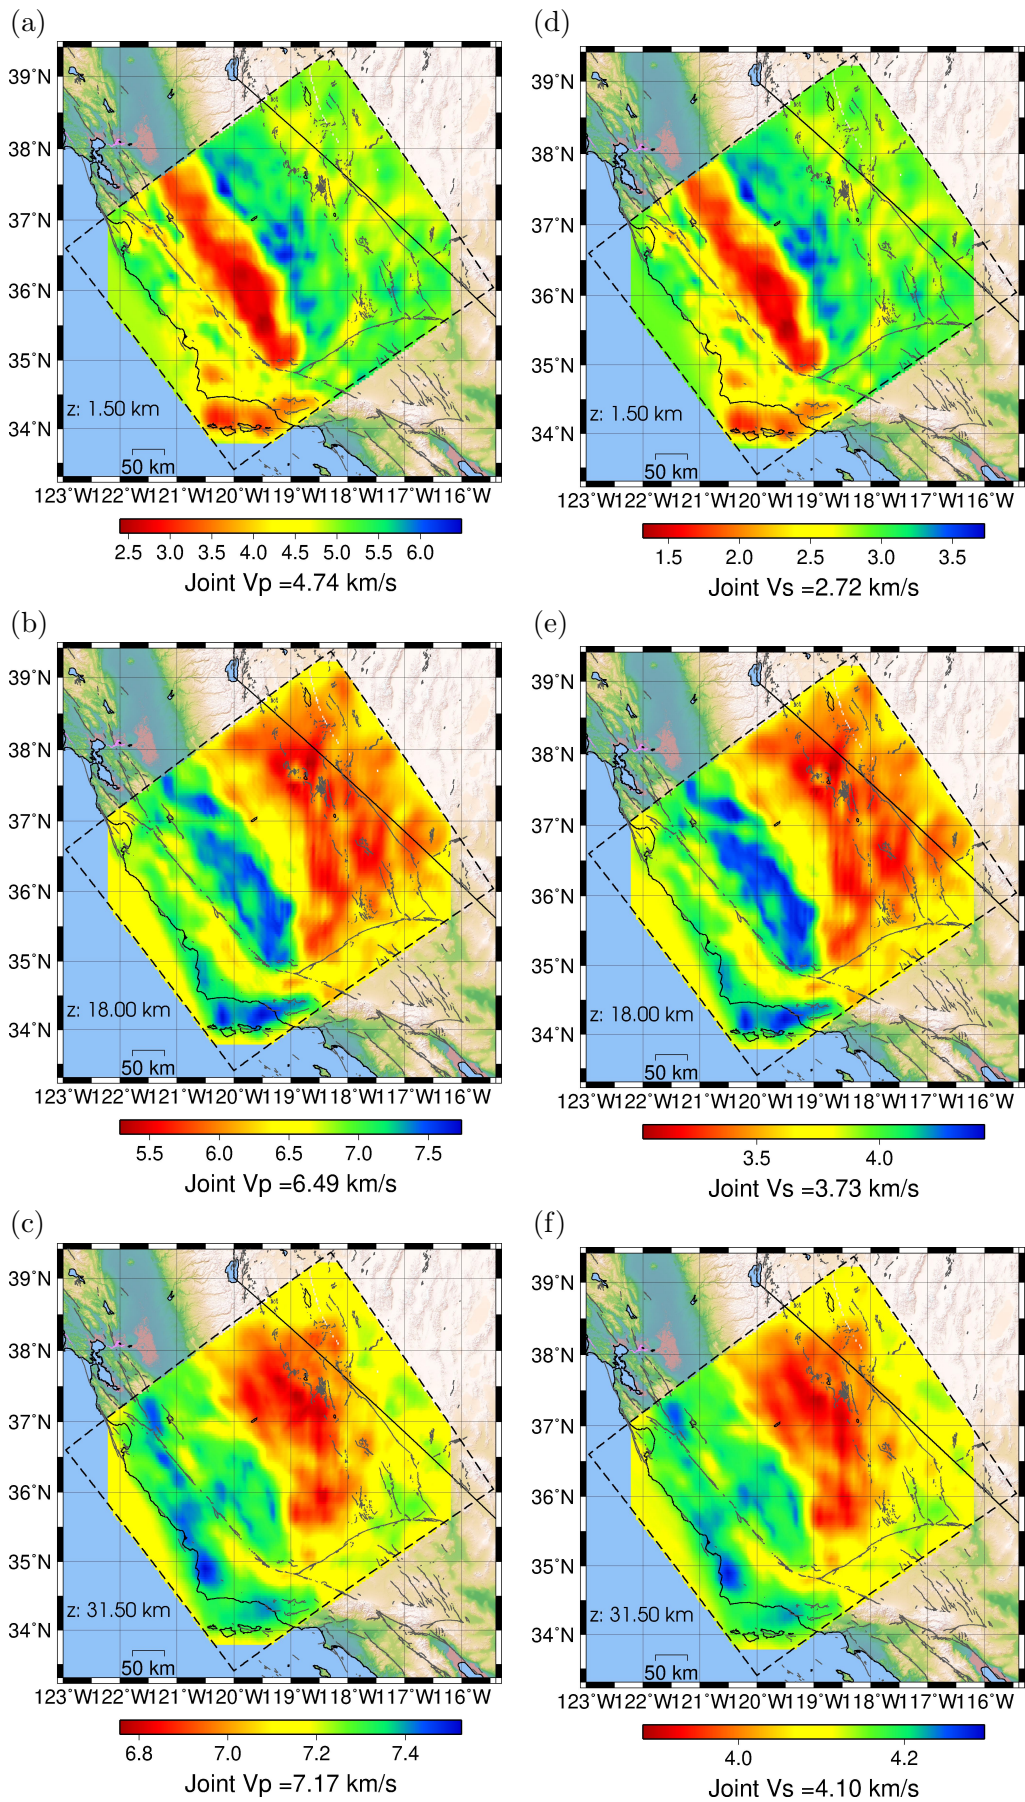 (a)
39°N
38°N
37°N
36°N
35°N
34°N
z: 1.50 km
50 km
123°W122°W121°W120°W119°W118°W117°W116°W
2.5 3.0 3.5 4.0 4.5 5.0 5.5 6.0
Joint Vp =4.74 km/s
(d)
39°N
38°N
37°N
36°N
35°N
34°N
z: 1.50 km
50 km
123°W122°W121°W120°W119°W118°W117°W116°W
1.5 2.0 2.5 3.0 3.5
Joint Vs =2.72 km/s
(b)
39°N
38°N
37°N
36°N
35°N
34°N
z: 18.00 km
50 km
123°W122°W121°W120°W119°W118°W117°W116°W
5.5 6.0 6.5 7.0 7.5
Joint Vp =6.49 km/s
(e)
39°N
38°N
37°N
36°N
35°N
34°N
z: 18.00 km
50 km
123°W122°W121°W120°W119°W118°W117°W116°W
3.5 4.0
Joint Vs =3.73 km/s
(c)
39°N
38°N
37°N
36°N
35°N
34°N
z: 31.50 km
50 km
123°W122°W121°W120°W119°W118°W117°W116°W
6.8 7.0 7.2 7.4
Joint Vp =7.17 km/s
(f)
39°N
38°N
37°N
36°N
35°N
34°N
z: 31.50 km
50 km
123°W122°W121°W120°W119°W118°W117°W116°W
4.0 4.2
Joint Vs =4.10 km/s